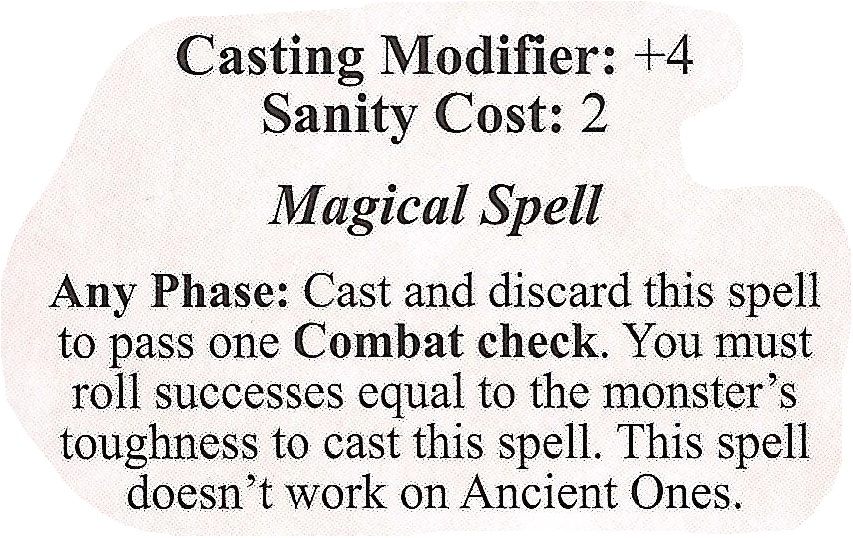 Casting Modifier: +4
Sanity Cost: 2
Magical Spell
Any Phase: Cast and discard this spell
to pass one Combat check. You must
roll successes equal to the monster's
toughness to cast this spell. This spell
doesn't work on Ancient Ones.